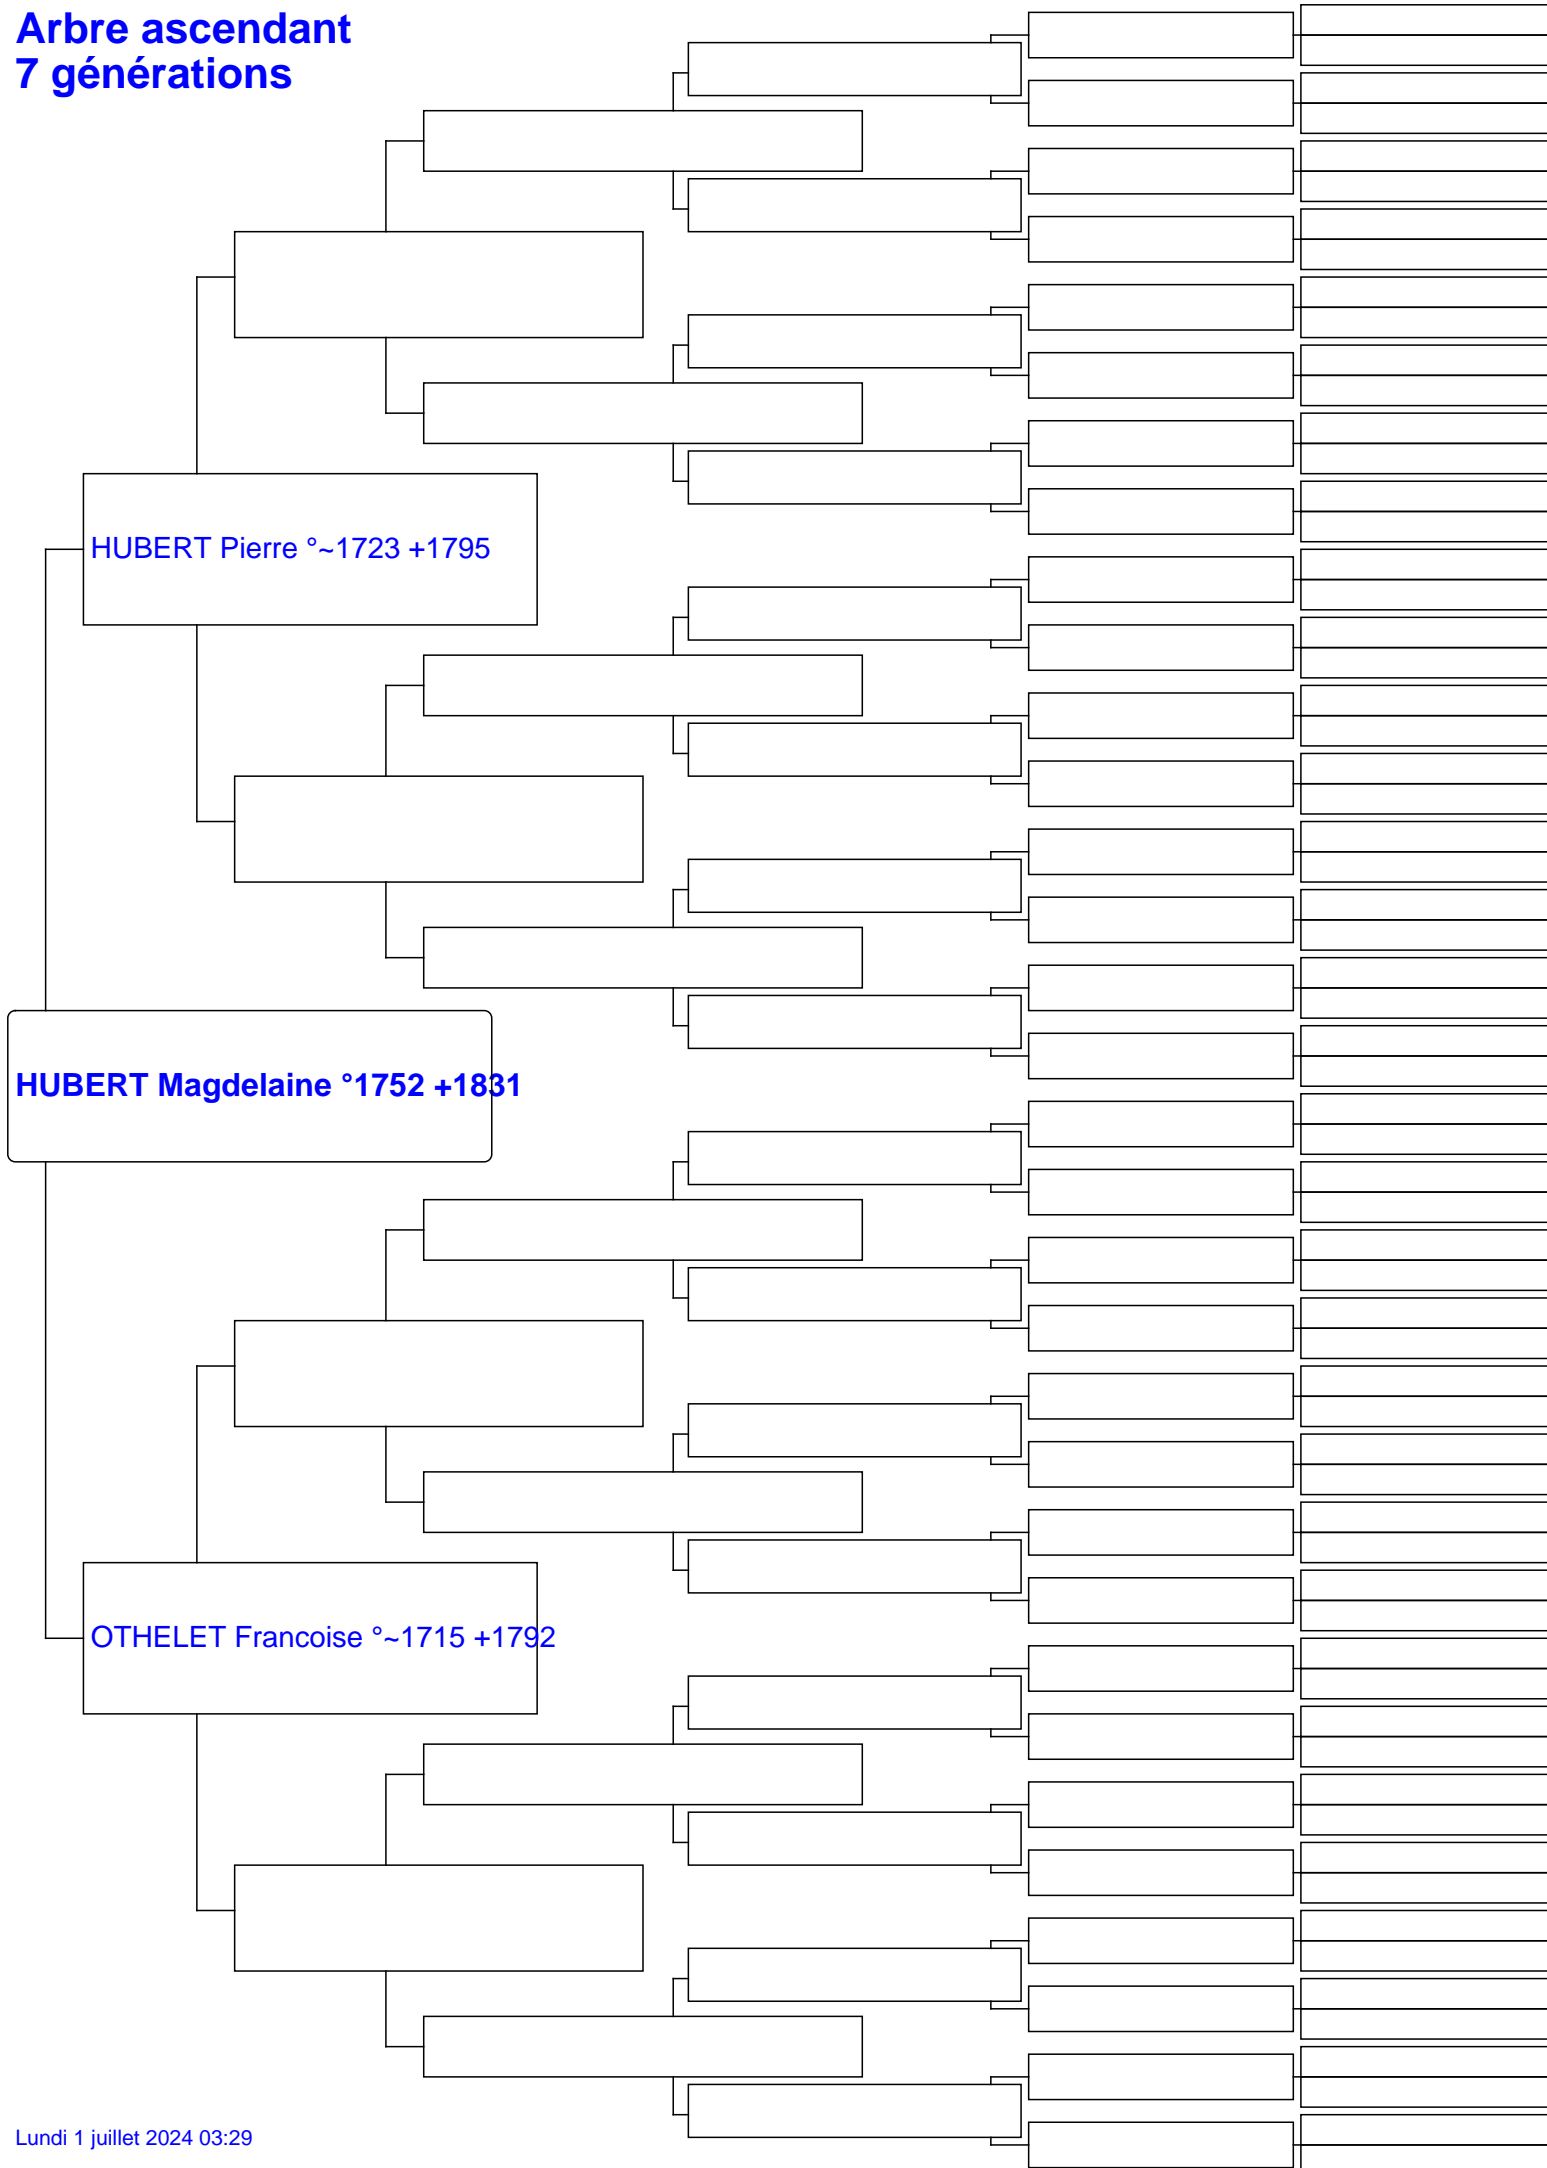 Arbre ascendant
7 générations
HUBERT Pierre °~1723 +1795
HUBERT Magdelaine °1752 +1831
OTHELET Francoise °~1715 +1792
Lundi 1 juillet 2024 03:29